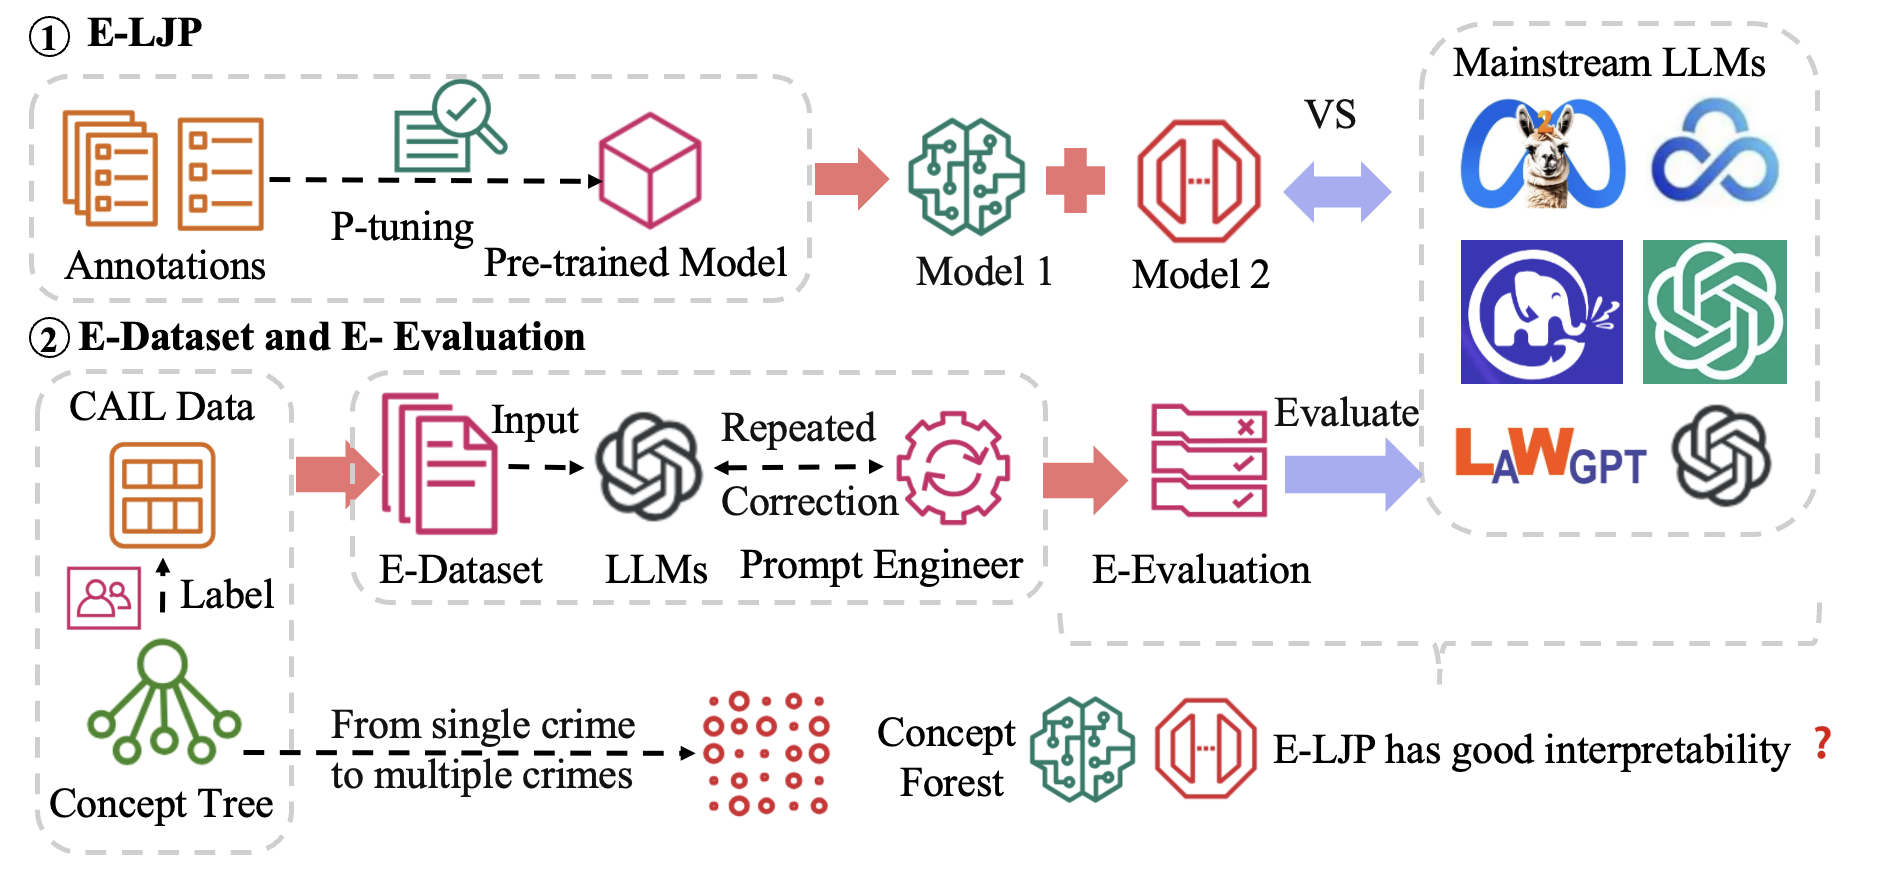 ① E-LJP
Mainstream LLMs
VS
2
P-tuning
Annotations
Pre-trained Model
Model 1
Model 2
② E-Dataset and E- Evaluation
CAIL Data
Input
Repeated
Correction
Evaluate
LAWGPT
E-Dataset
LLMs
Prompt Engineer
E-Evaluation
Label
From single crime
to multiple crimes
Concept
Forest
E-LJP has good interpretability ?
Concept Tree